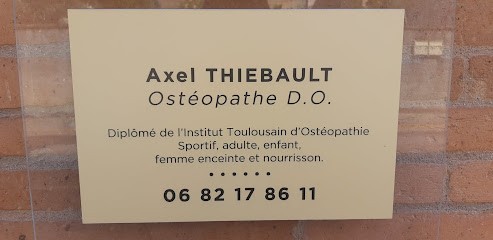 Axel THIEBAULT
Ostéopathe D.O.
Diplômé de l'Institut Toulousain d'Ostéopathie
Sportif, adulte, enfant,
femme enceinte et nourrisson.
• • • • • •
06 82 17 86 11